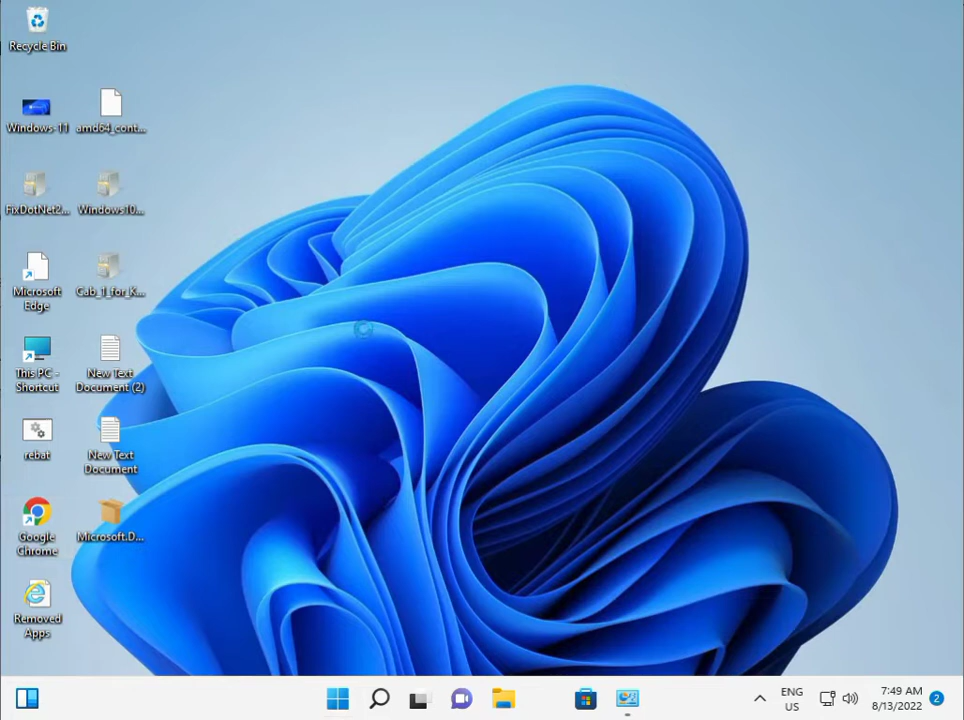 Recycle Bin
Windows-11
amd64_cont...
FixDotNet2...
Windows10...
Microsoft
Edge
Cab_1_for_K...
This PC -
Shortcut
New Text
Document (2)
rebat
New Text
Document
Google
Chrome
Microsoft.D...
Removed
Apps
ENG
US
7:49 AM
8/13/2022
2